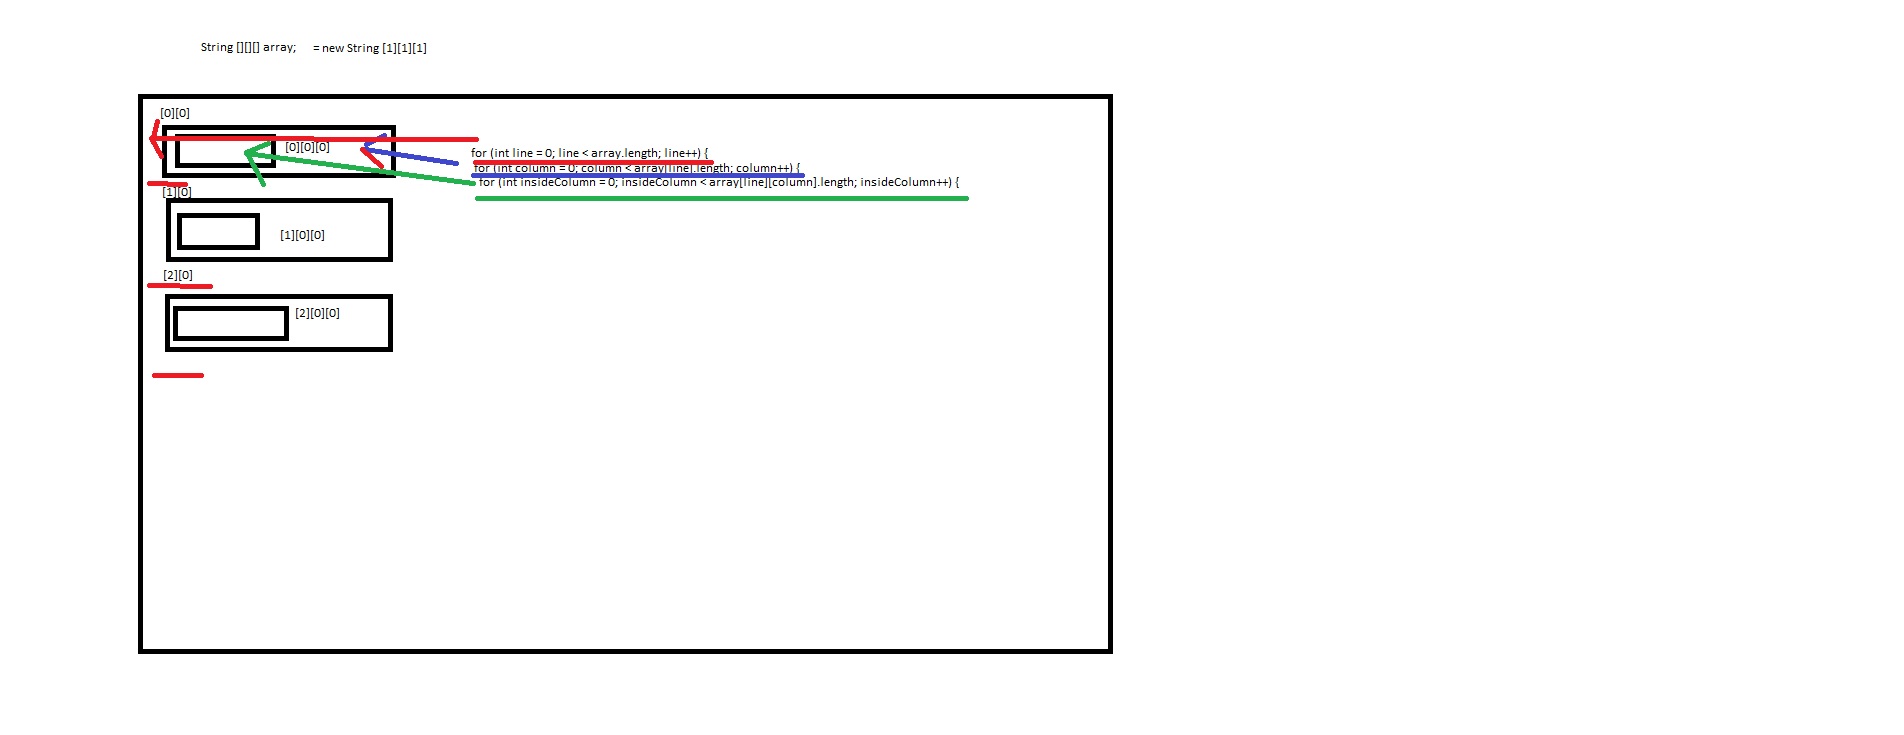 String [][][] array;    = new String [1][1][1]
[0][0]
[0][0][0]
for (int line = 0; line < array.length; line++) {
for (int column = 0; column < array[line].length; column++) {
for (int insideColumn = 0; insideColumn < array[line][column].length; insideColumn++) {
[1][0]
[1][0][0]
[2][0]
[2][0][0]